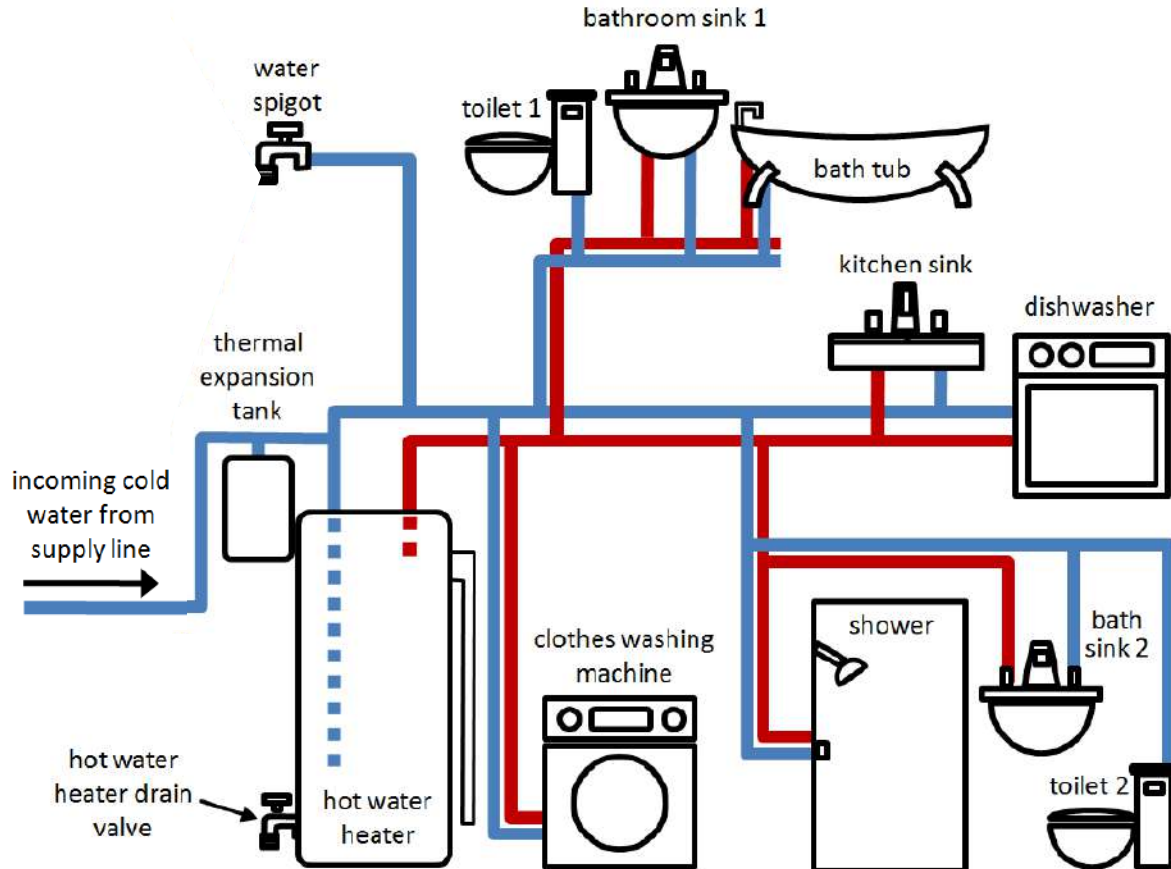 bathroom sink 1
water
spigot
toilet 1
bath tub
kitchen sink
dishwasher
thermal
expansion
tank
incoming cold
water from
supply line
shower
bath
sink 2
clothes washing
machine
hot water
heater drain
valve
hot water
heater
toilet 2